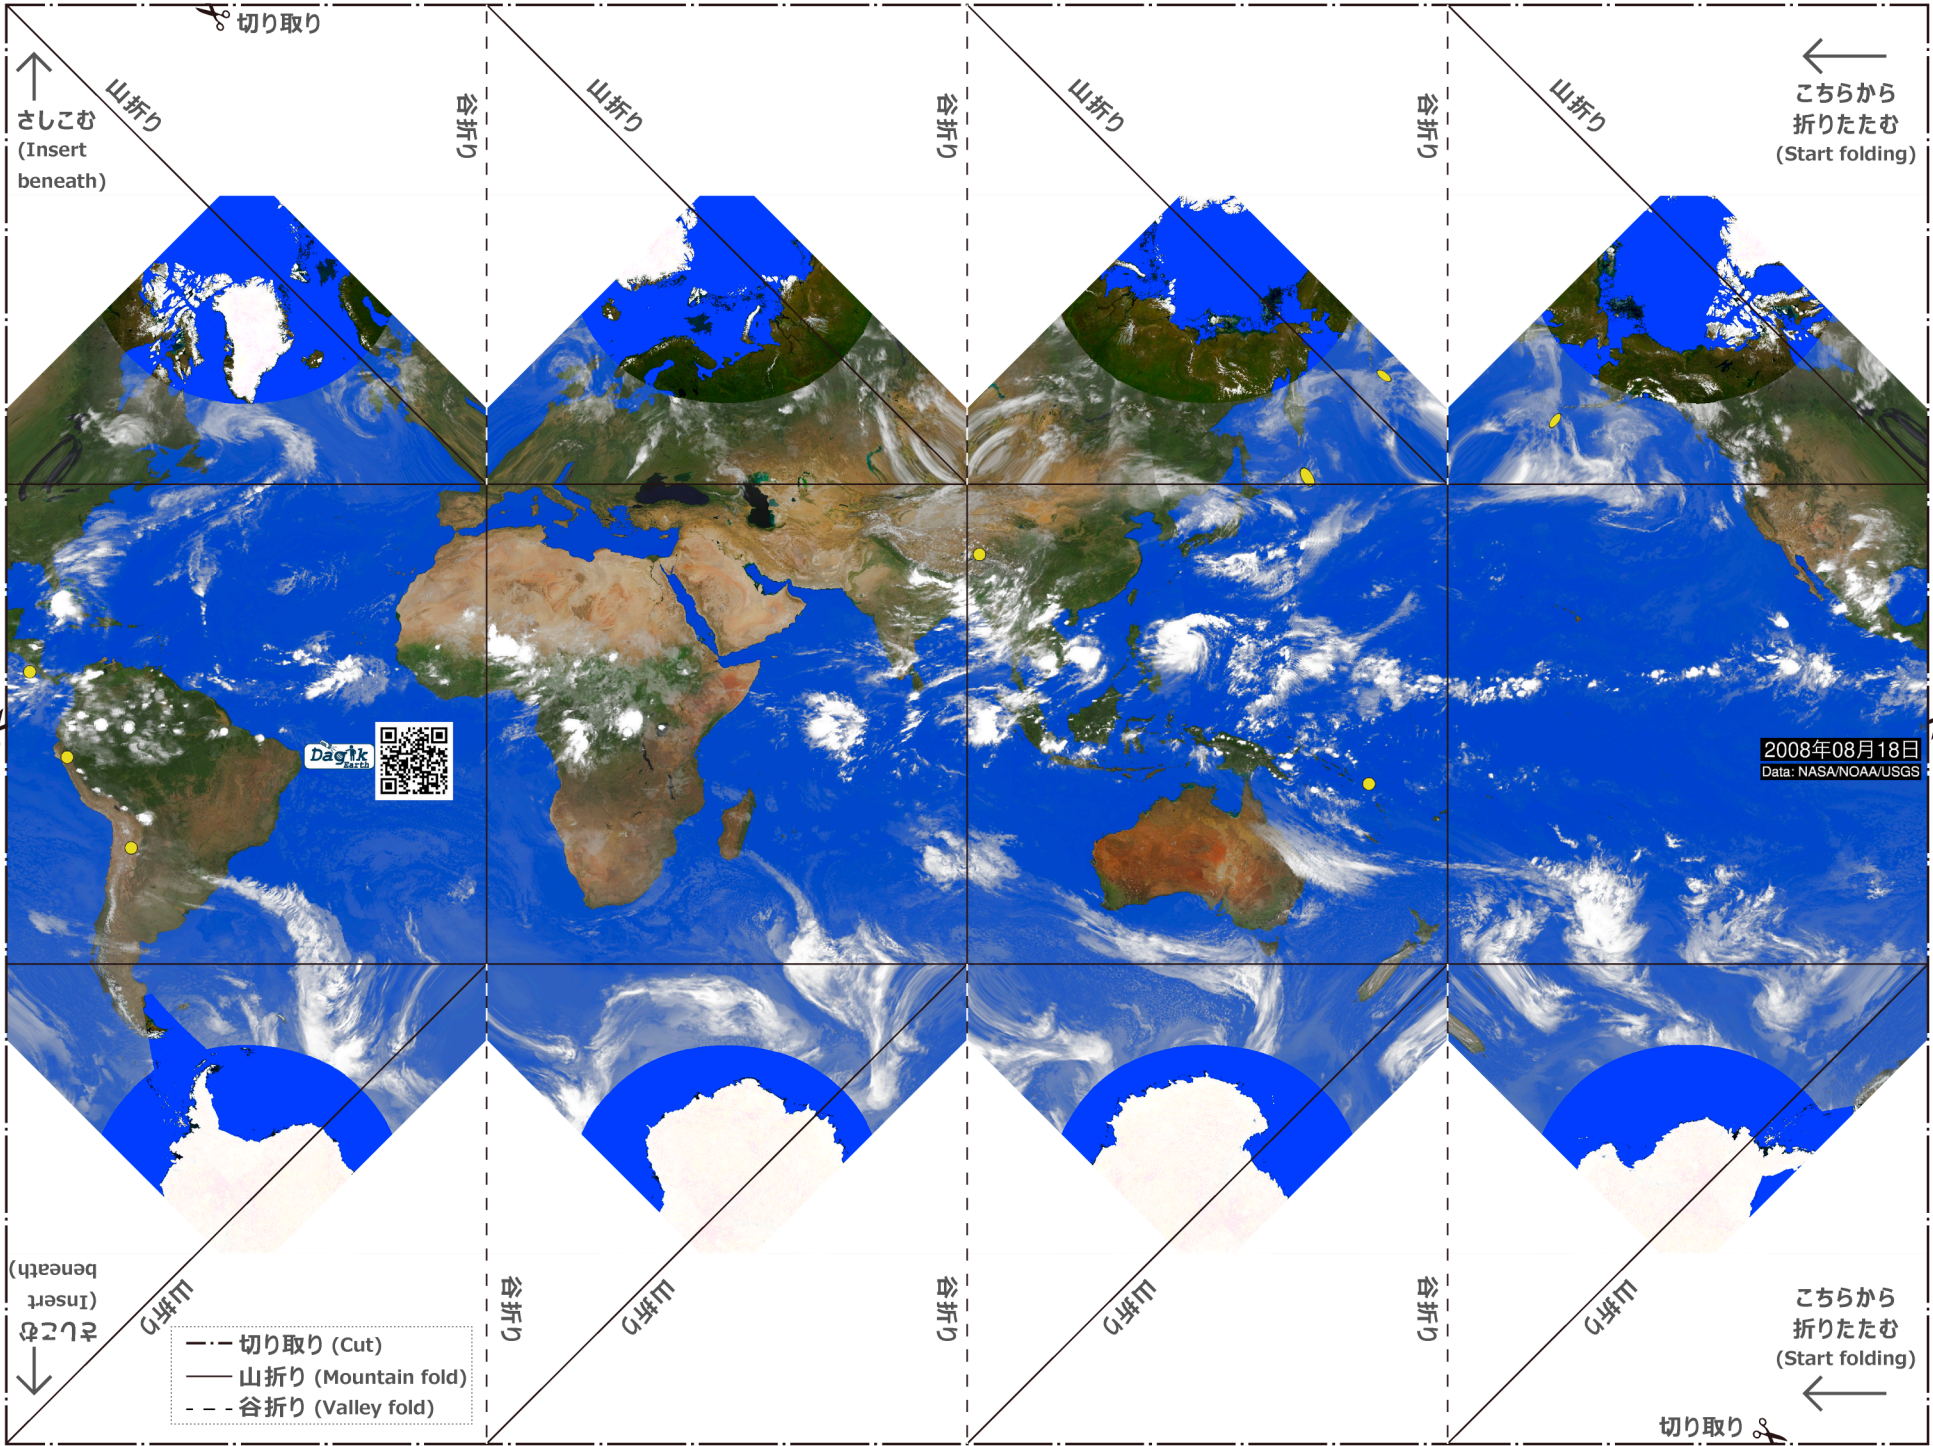 切り取り
さしこむ
(Insert
beneath)
山折り
谷折り
山折り
谷折り
山折り
谷折り
山折り
こちらから
折りたたむ
(Start folding)
Dagik
Earth
2008年08月18日
Data: NASA/NOAA/USGS
さしこむ
(Insert
beneath)
山折り
谷折り
山折り
谷折り
山折り
谷折り
山折り
こちらから
折りたたむ
(Start folding)
切り取り (Cut)
山折り (Mountain fold)
谷折り (Valley fold)
切り取り